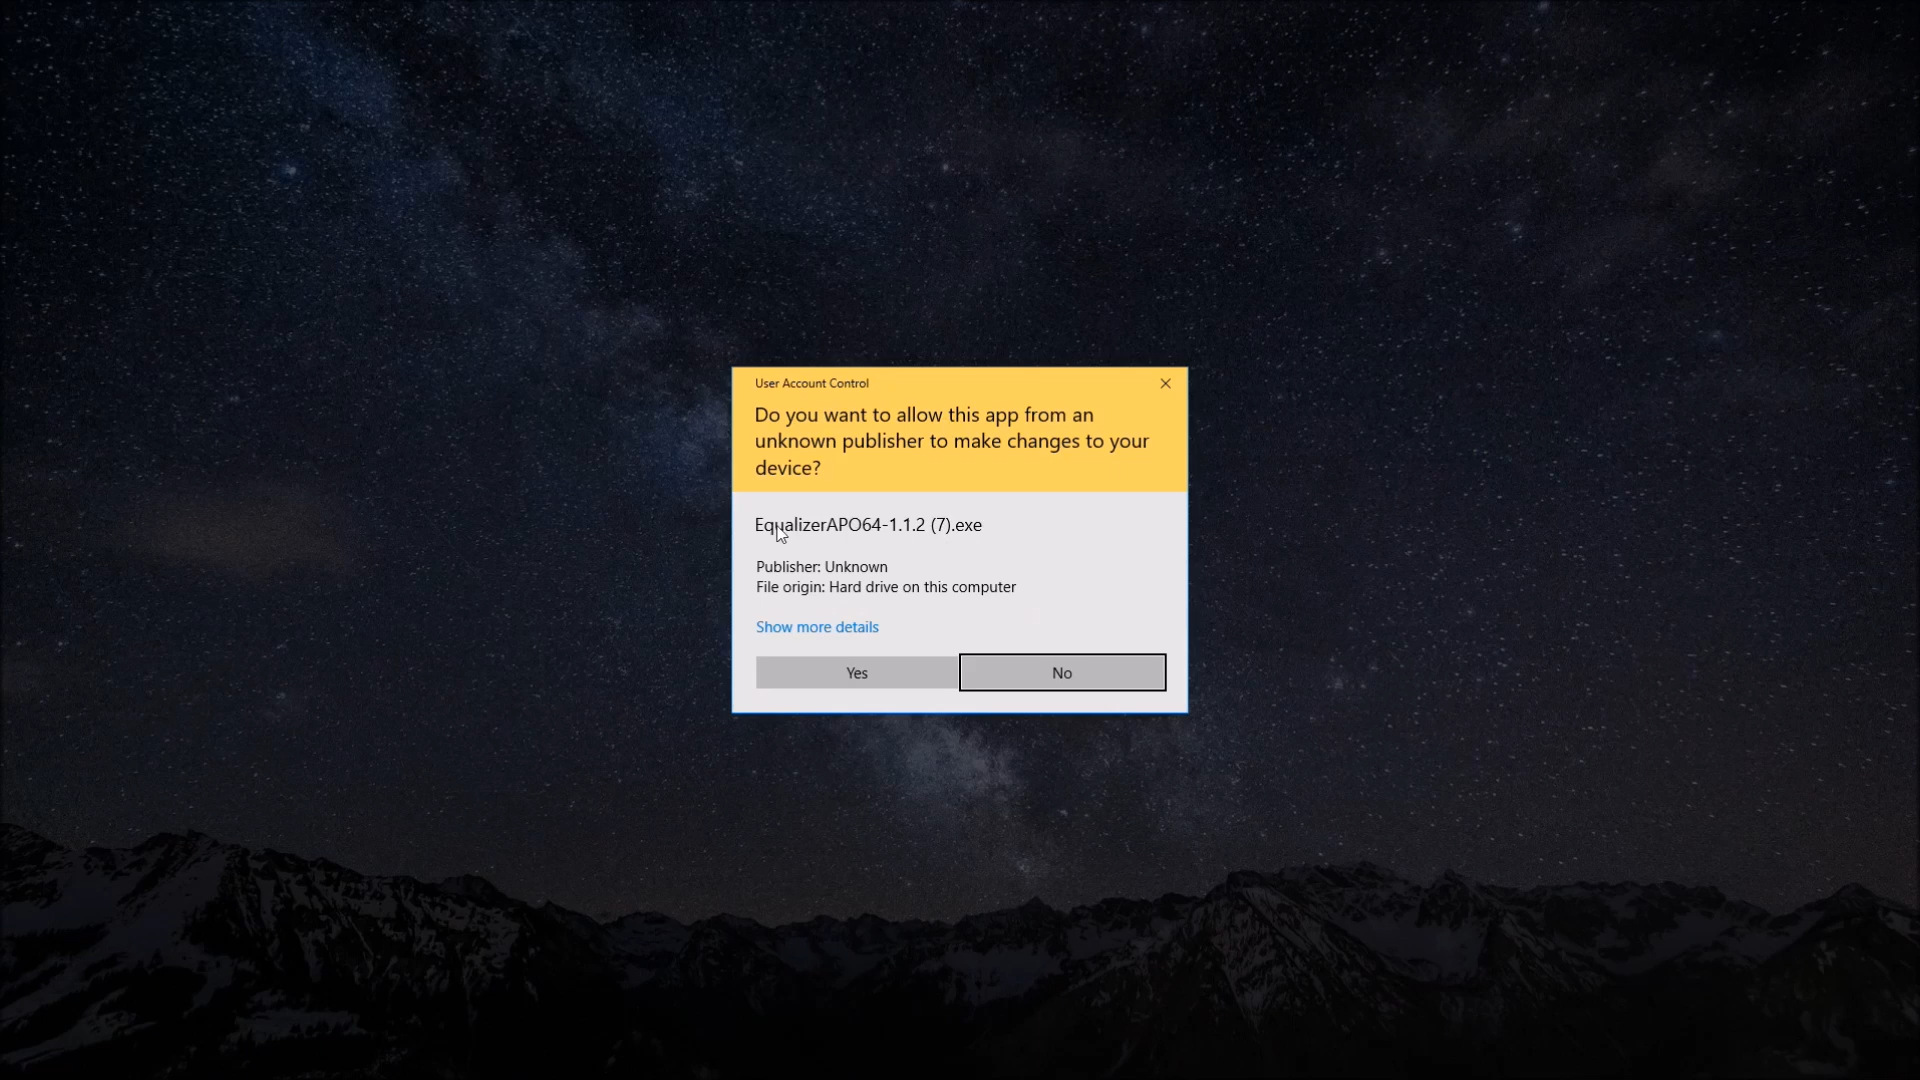 User Account Control
Do you want to allow this app from an
unknown publisher to make changes to your
device?
EqualizerAPO64-1.1.2 (7).exe
Publisher: Unknown
File origin: Hard drive on this computer
Show more details
Yes
No